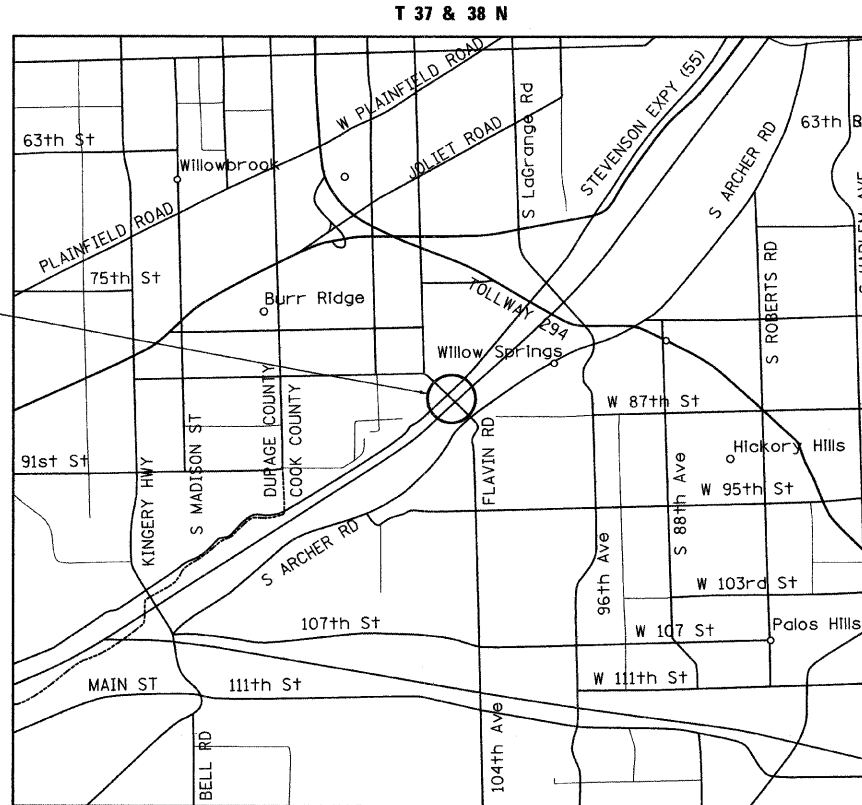 T 37 & 38 N
W PLAINFIELD ROAD
STEVENSON EXPY (55)
S LaGrange Rd
63th St
Willowbrook
JOLIET ROAD
S ARCHER RD
63th B
PLAINFIELD ROAD
75th St
Burr Ridge
TOLLWAY 294
Willow Springs
S ROBERTS RD
W 87th St
S MADISON ST
DUPAGE COUNTY
COOK COUNTY
91st St
KINGERY HWY
FLAVIN RD
Hickory Hills
W 95th St
S 88th Ave
S ARCHER RD
96th Ave
W 103rd St
107th St
W 107 St
Palos Hills
MAIN ST
111th St
W 111th St
BELL RD
104th Ave